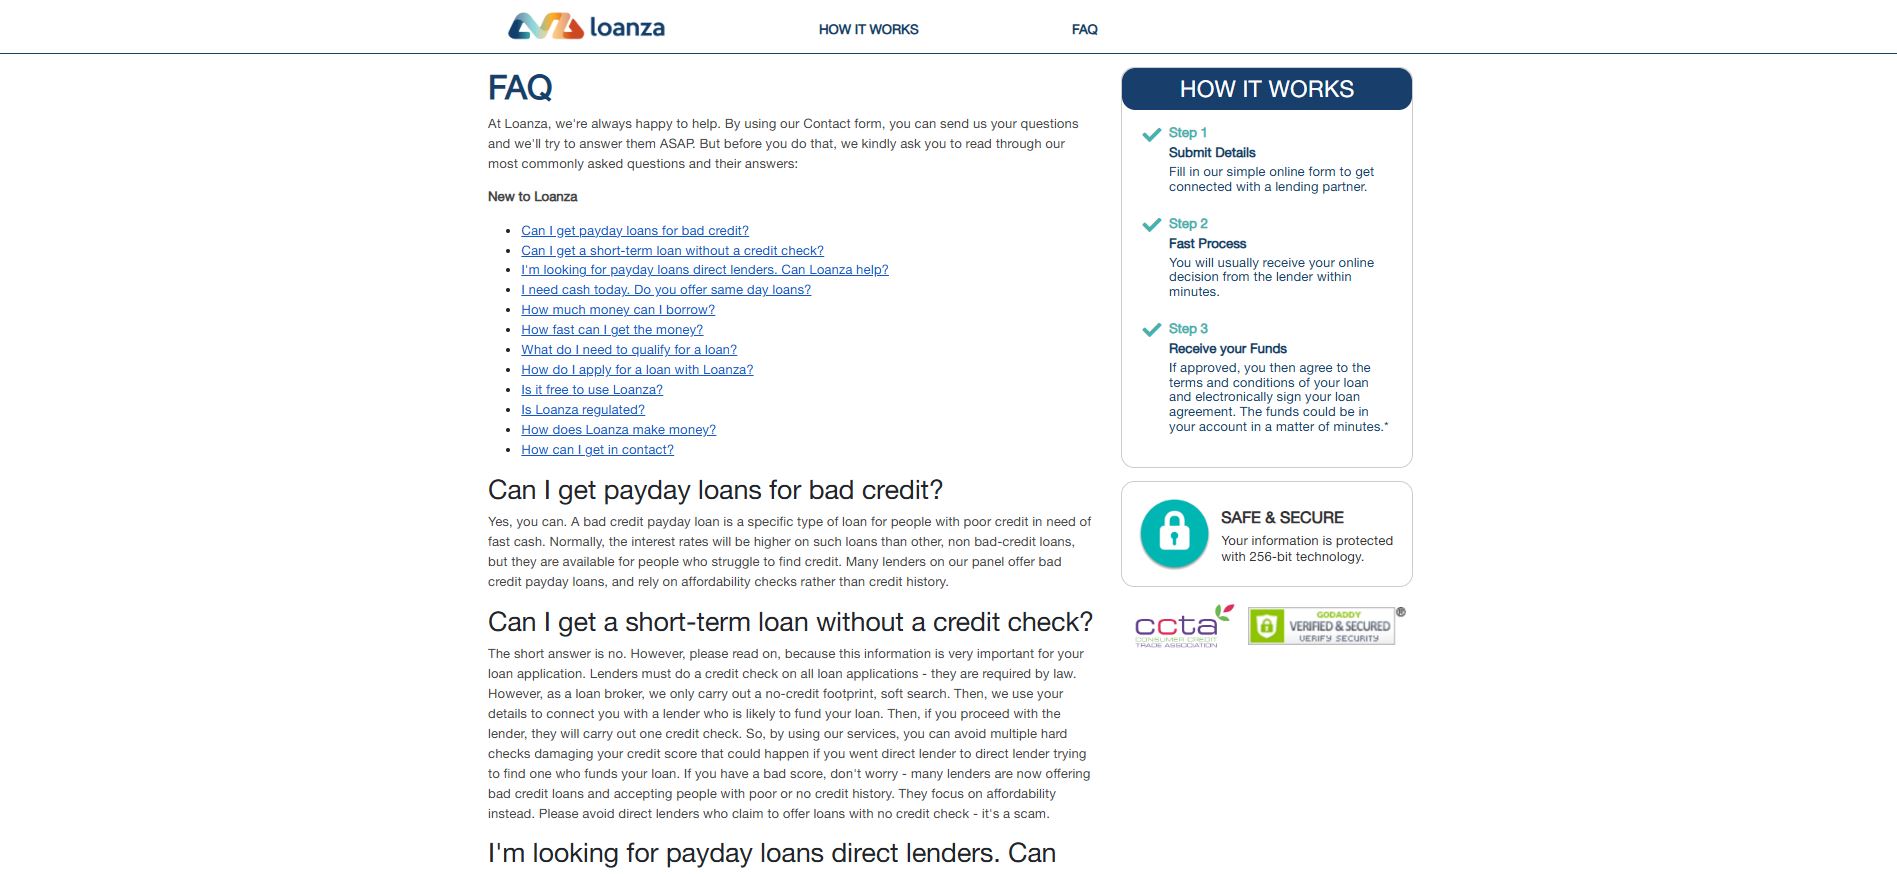 loanza
HOW IT WORKS
FAQ
FAQ
At Loanza, we're always happy to help. By using our Contact form, you can send us your questions
and we'll try to answer them ASAP. But before you do that, we kindly ask you to read through our
most commonly asked questions and their answers:
New to Loanza
Can I get payday loans for bad credit?
Can I get a short-term loan without a credit check?
I'm looking for payday loans direct lenders. Can Loanza help?
I need cash today. Do you offer same day loans?
How much money can I borrow?
How fast can I get the money?
What do I need to qualify for a loan?
How do I apply for a loan with Loanza?
Is it free to use Loanza?
Is Loanza regulated?
How does Loanza make money?
How can I get in contact?
Can I get payday loans for bad credit?
Yes, you can. A bad credit payday loan is a specific type of loan for people with poor credit in need of
fast cash. Normally, the interest rates will be higher on such loans than other, non bad-credit loans,
but they are available for people who struggle to find credit. Many lenders on our panel offer bad
credit payday loans, and rely on affordability checks rather than credit history.
Can I get a short-term loan without a credit check?
The short answer is no. However, please read on, because this information is very important for your
loan application. Lenders must do a credit check on all loan applications - they are required by law.
However, as a loan broker, we only carry out a no-credit footprint, soft search. Then, we use your
details to connect you with a lender who is likely to fund your loan. Then, if you proceed with the
lender, they will carry out one credit check. So, by using our services, you can avoid multiple hard
checks damaging your credit score that could happen if you went direct lender to direct lender trying
to find one who funds your loan. If you have a bad score, don't worry - many lenders are now offering
bad credit loans and accepting people with poor or no credit history. They focus on affordability
instead. Please avoid direct lenders who claim to offer loans with no credit check - it's a scam.
I'm looking for payday loans direct lenders. Can
HOW IT WORKS
Step 1
Submit Details
Fill in our simple online form to get
connected with a lending partner.
Step 2
Fast Process
You will usually receive your online
decision from the lender within
minutes.
Step 3
Receive your Funds
If approved, you then agree to the
terms and conditions of your loan
and electronically sign your loan
agreement. The funds could be in
your account in a matter of minutes.*
SAFE & SECURE
Your information is protected
with 256-bit technology.
ccta
CONSUMER CREDIT
TRADE ASSOCIATION
GODADDY
VERIFIED & SECURED
VERIFY SECURITY
®